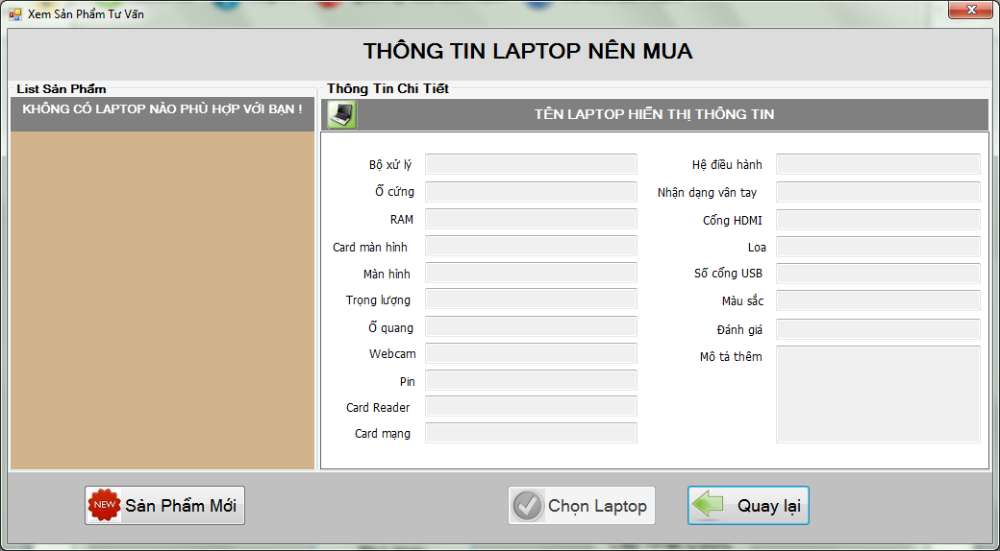 Xem Sản Phẩm Tư Vấn
THÔNG TIN LAPTOP NÊN MUA
List Sản Phẩm
KHÔNG CÓ LAPTOP NÀO PHÙ HỢP VỚI BẠN !
Thông Tin Chi Tiết
TÊN LAPTOP HIỂN THỊ THÔNG TIN
Bộ xử lý
Ổ cứng
RAM
Card màn hình
Màn hình
Trọng lượng
Ổ quang
Webcam
Pin
Card Reader
Card mạng
Hệ điều hành
Nhận dạng vân tay
Cổng HDMI
Loa
Số cổng USB
Màu sắc
Đánh giá
Mô tả thêm
NEW
Sản Phẩm Mới
Chọn Laptop
Quay lại